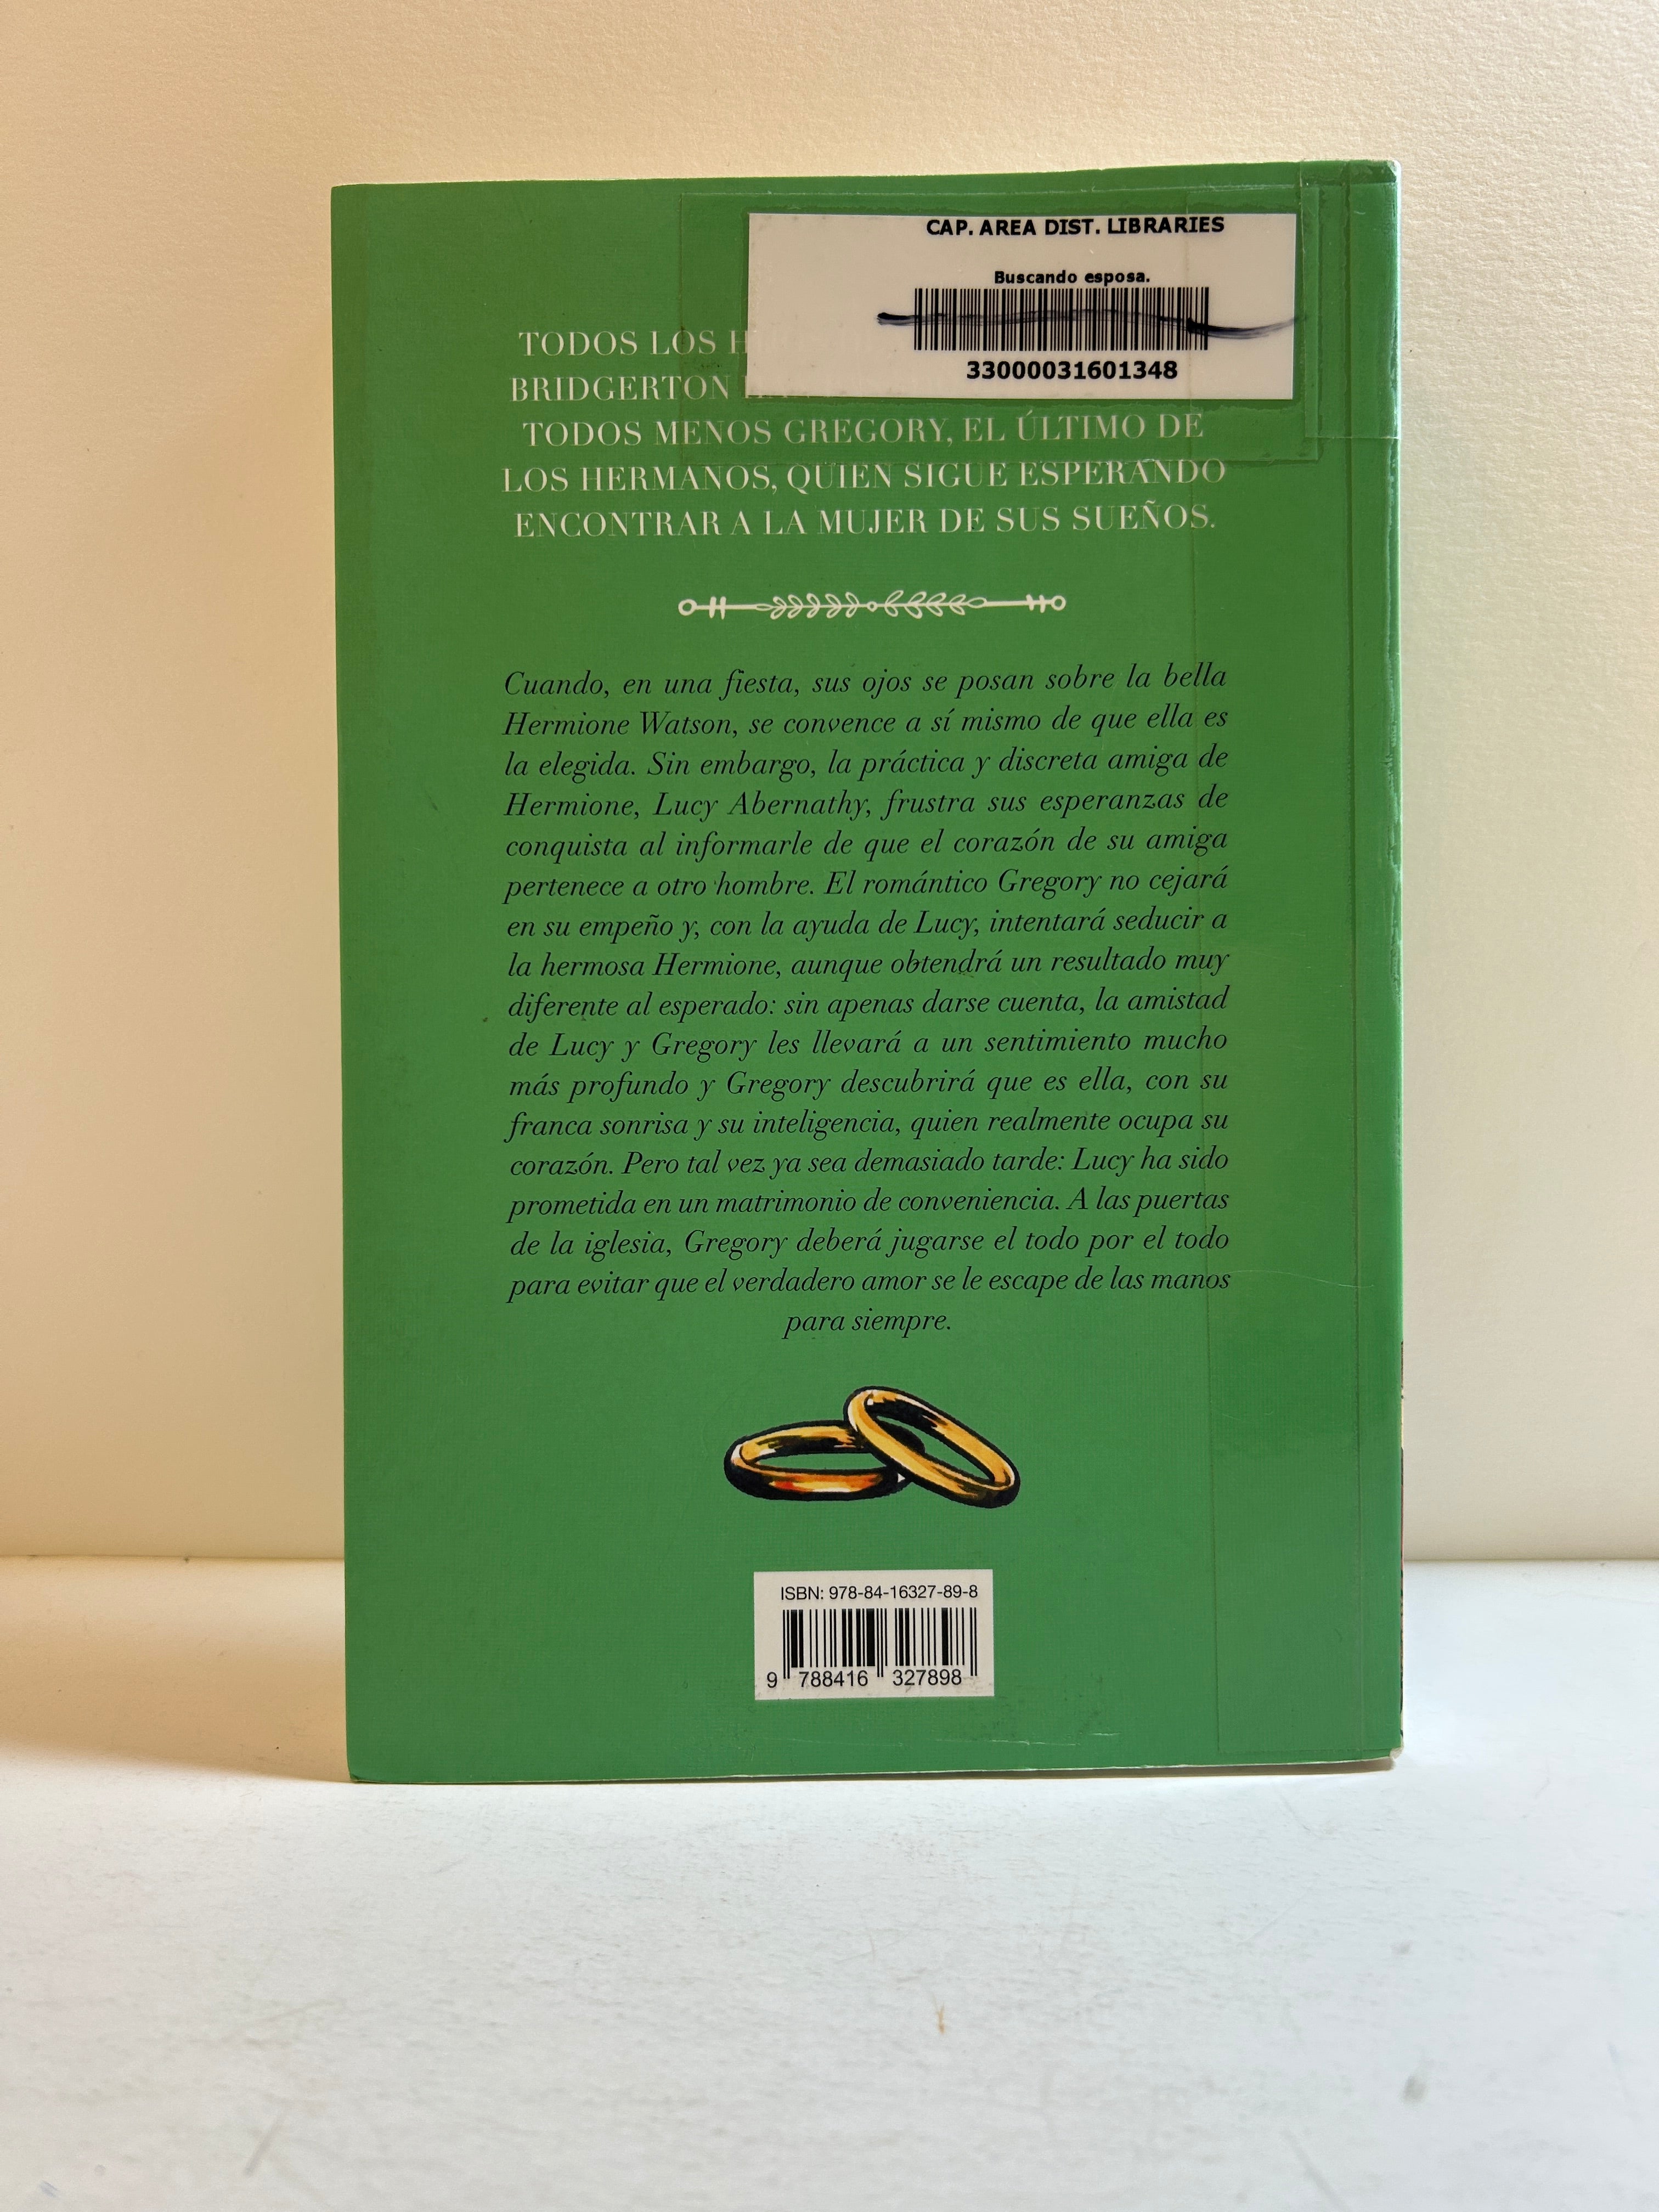 CAP. AREA DIST. LIBRARIES
Buscando esposa.
33000031601348
TODOS LOS
BRIDGERTON
TODOS MENOS GREGORY, EL ÚLTIMO DE
LOS HERMANOS, QUIEN SIGUE ESPERANDO
ENCONTRAR A LA MUJER DE SUS SUEÑOS.
Cuando, en una fiesta, sus ojos se posan sobre la bella
Hermione Watson, se convence a sí mismo de que ella es
la elegida. Sin embargo, la práctica y discreta amiga de
Hermione, Lucy Abernathy, frustra sus esperanzas de
conquista al informarle de que el corazón de su amiga
pertenece a otro hombre. El romántico Gregory no cejará
en su empeño y, con la ayuda de Lucy, intentará seducir a
la hermosa Hermione, aunque obtendrá un resultado muy
diferente al esperado: sin apenas darse cuenta, la amistad
de Lucy y Gregory les llevará a un sentimiento mucho
más profundo y Gregory descubrirá que es ella, con su
franca sonrisa y su inteligencia, quien realmente ocupa su
corazón. Pero tal vez ya sea demasiado tarde: Lucy ha sido
prometida en un matrimonio de conveniencia. A las puertas
de la iglesia, Gregory deberá jugarse el todo por el todo
para evitar que el verdadero amor se le escape de las manos
para siempre.
ISBN: 978-84-16327-89-8
9 788416 327898